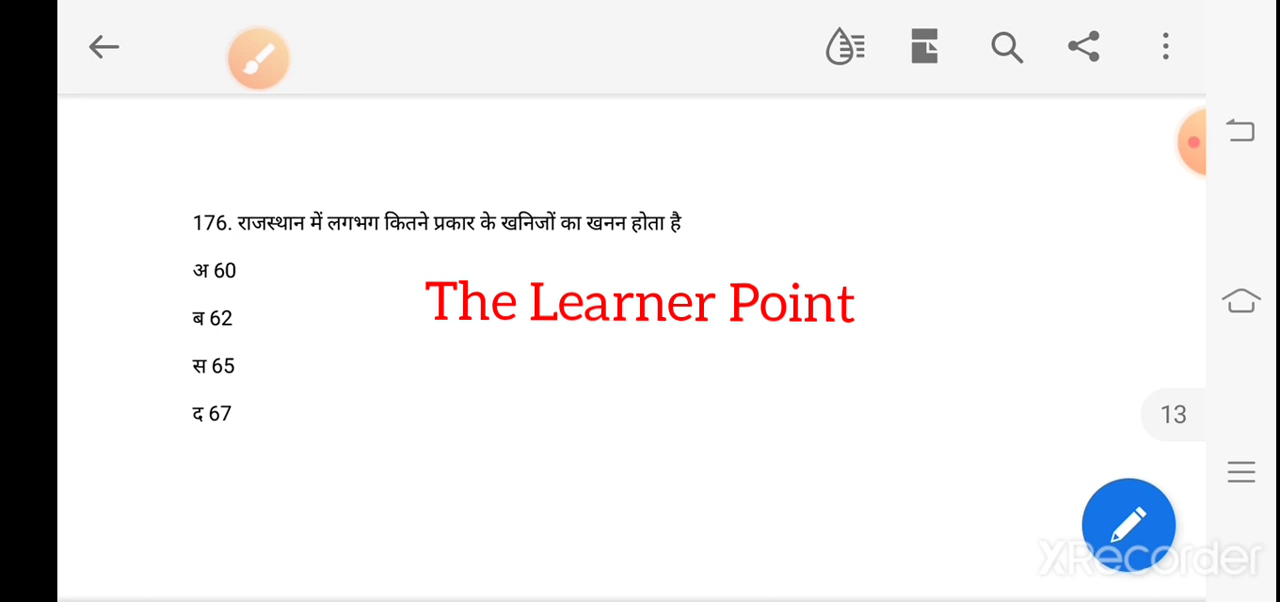 176. राजस्थान में लगभग कितने प्रकार के खनिजों का खनन होता है
अ 60
The Learner Point
ब 62
स 65
द 67
13
XRecorder